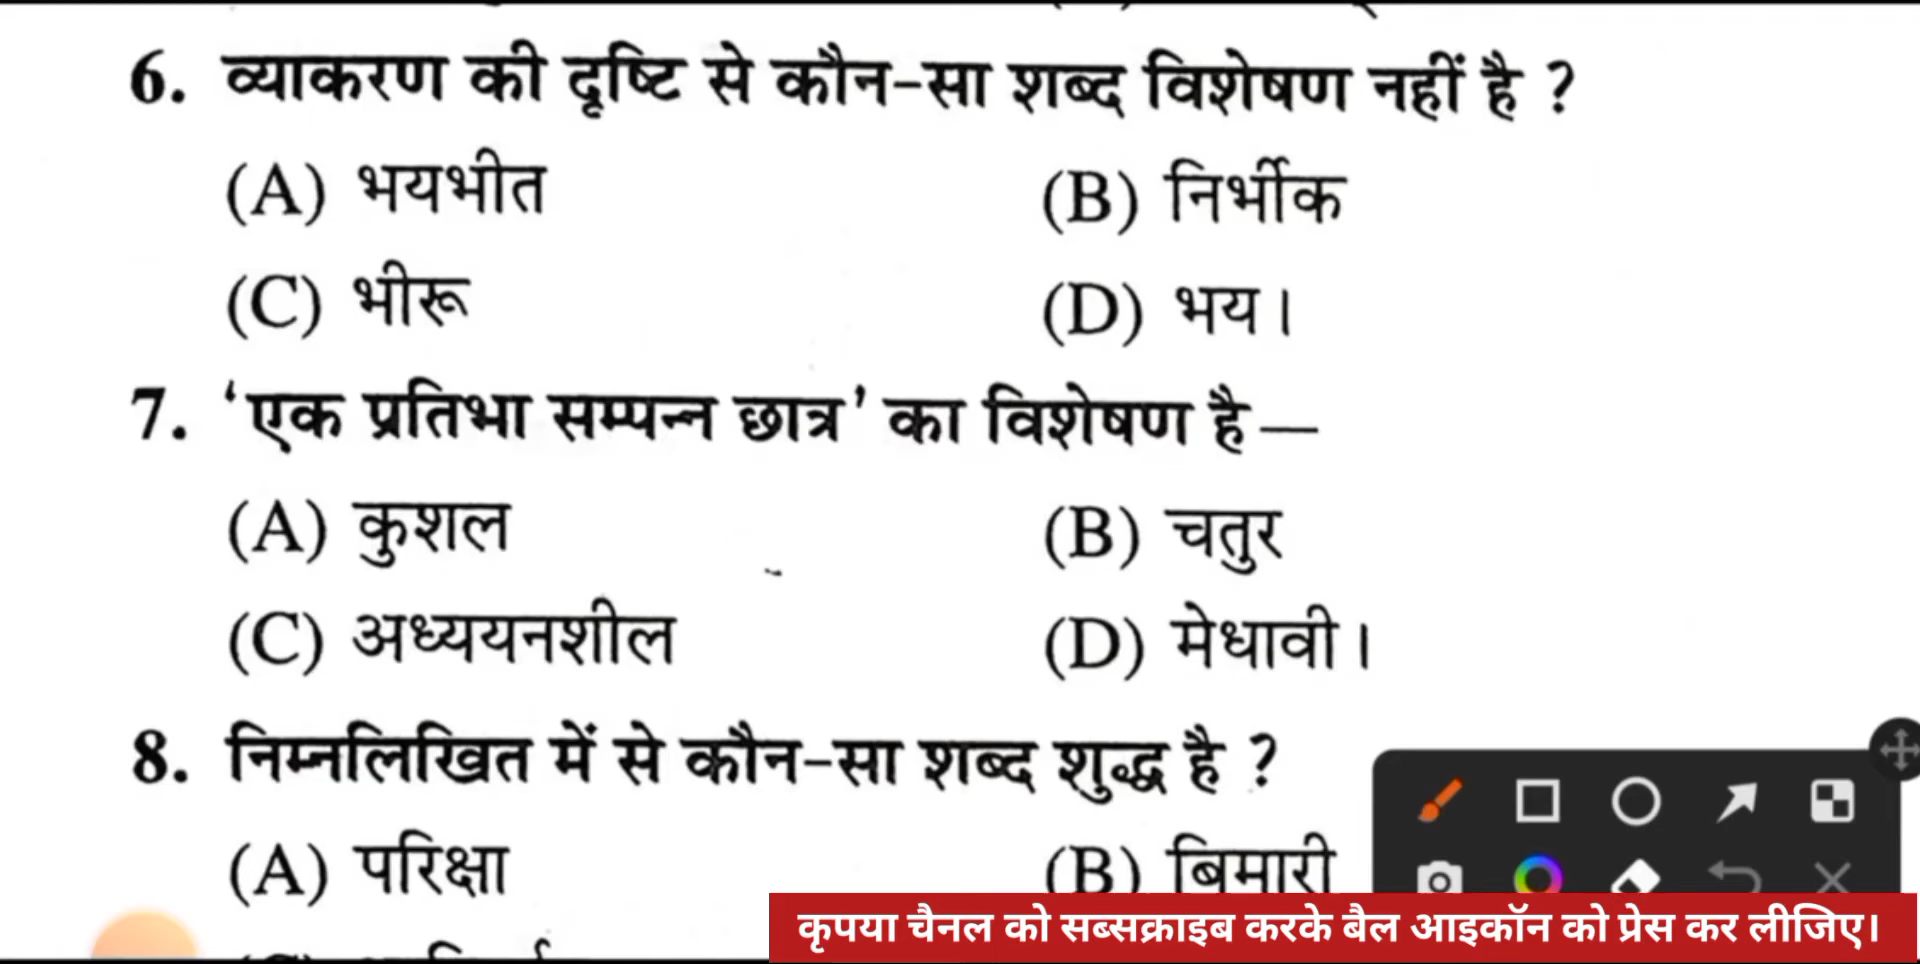 6. व्याकरण की दृष्टि से कौन-सा शब्द विशेषण नहीं है ?
(A) भयभीत (B) निर्भीक
(C) भीरू (D) भय।
7. ‘एक प्रतिभा सम्पन्न छात्र’ का विशेषण है—
(A) कुशल (B) चतुर
(C) अध्ययनशील (D) मेधावी।
8. निम्नलिखित में से कौन-सा शब्द शुद्ध है ?
(A) परिक्षा (B) बिमारी
कृपया चैनल को सब्सक्राइब करके बैल आइकॉन को प्रेस कर लीजिए।